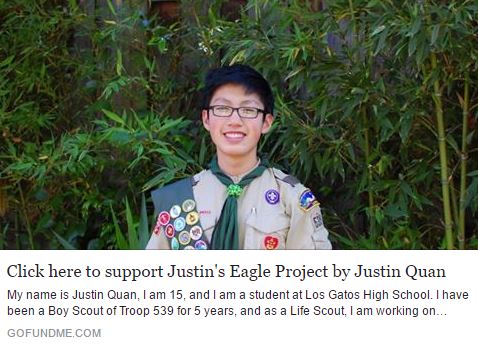 Click here to support Justin's Eagle Project by Justin Quan
My name is Justin Quan, I am 15, and I am a student at Los Gatos High School. I have
been a Boy Scout of Troop 539 for 5 years, and as a Life Scout, I am working on...
GOFUNDME.COM